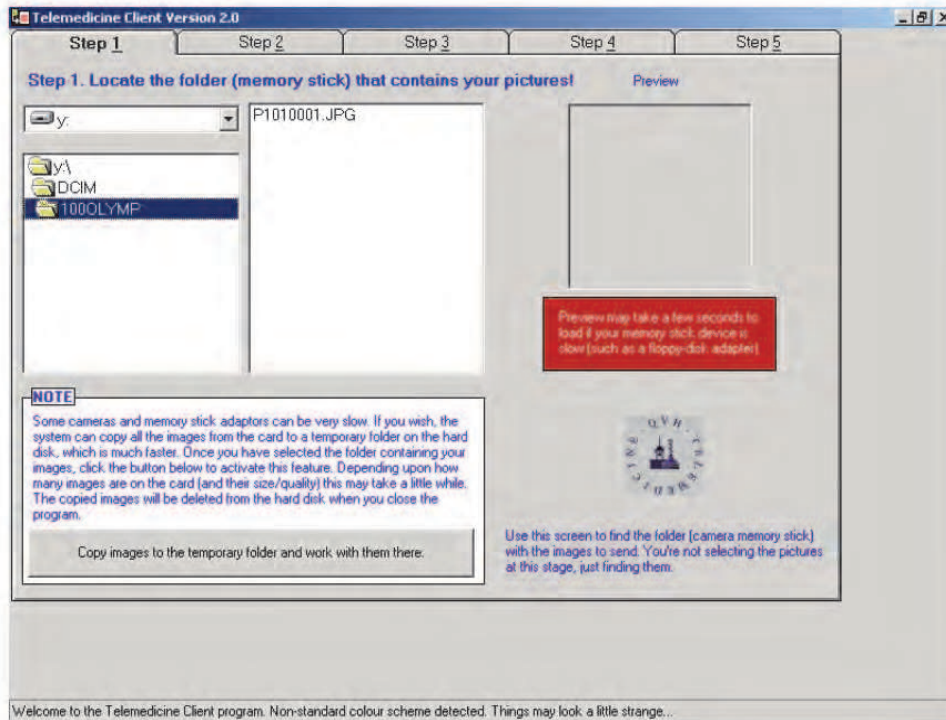 Telemedicine Client Version 2.0
Step 1
Step 2
Step 3
Step 4
Step 5
Step 1. Locate the folder (memory stick) that contains your pictures!
Preview
y:
P1010001.JPG
y:\
DCIM
100OLYMP
Preview may take a few seconds to
load if your memory stick device is
slow (such as a floppy-disk adapter)
NOTE
Some cameras and memory stick adaptors can be very slow. If you wish, the
system can copy all the images from the card to a temporary folder on the hard
disk, which is much faster. Once you have selected the folder containing your
images, click the button below to activate this feature. Depending upon how
many images are on the card (and their size/quality) this may take a little while.
The copied images will be deleted from the hard disk when you close the
program.
Copy images to the temporary folder and work with them there.
QVH TELEMEDICINE
Use this screen to find the folder (camera memory stick)
with the images to send. You're not selecting the pictures
at this stage, just finding them.
Welcome to the Telemedicine Client program. Non-standard colour scheme detected. Things may look a little strange...